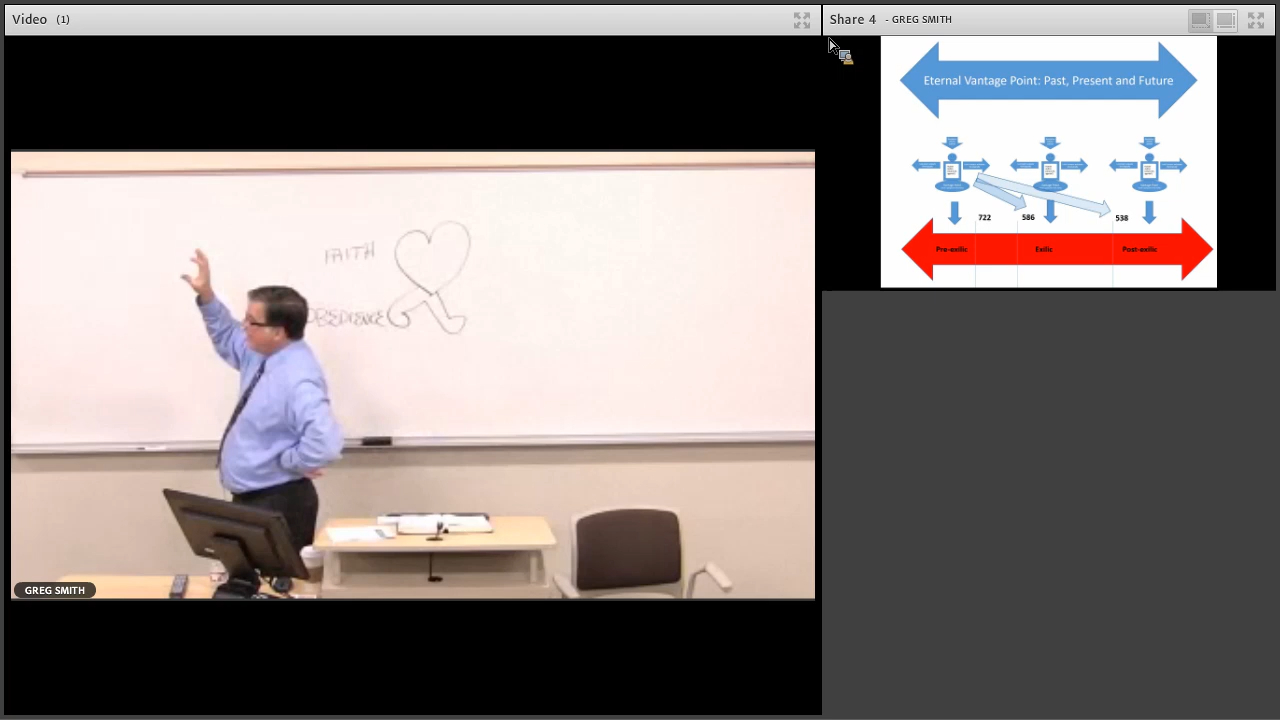 Video (1)
Share 4 - GREG SMITH
Eternal Vantage Point: Past, Present and Future
722
586
538
Pre-exilic
Exilic
Post-exilic
FAITH
OBEDIENCE
GREG SMITH